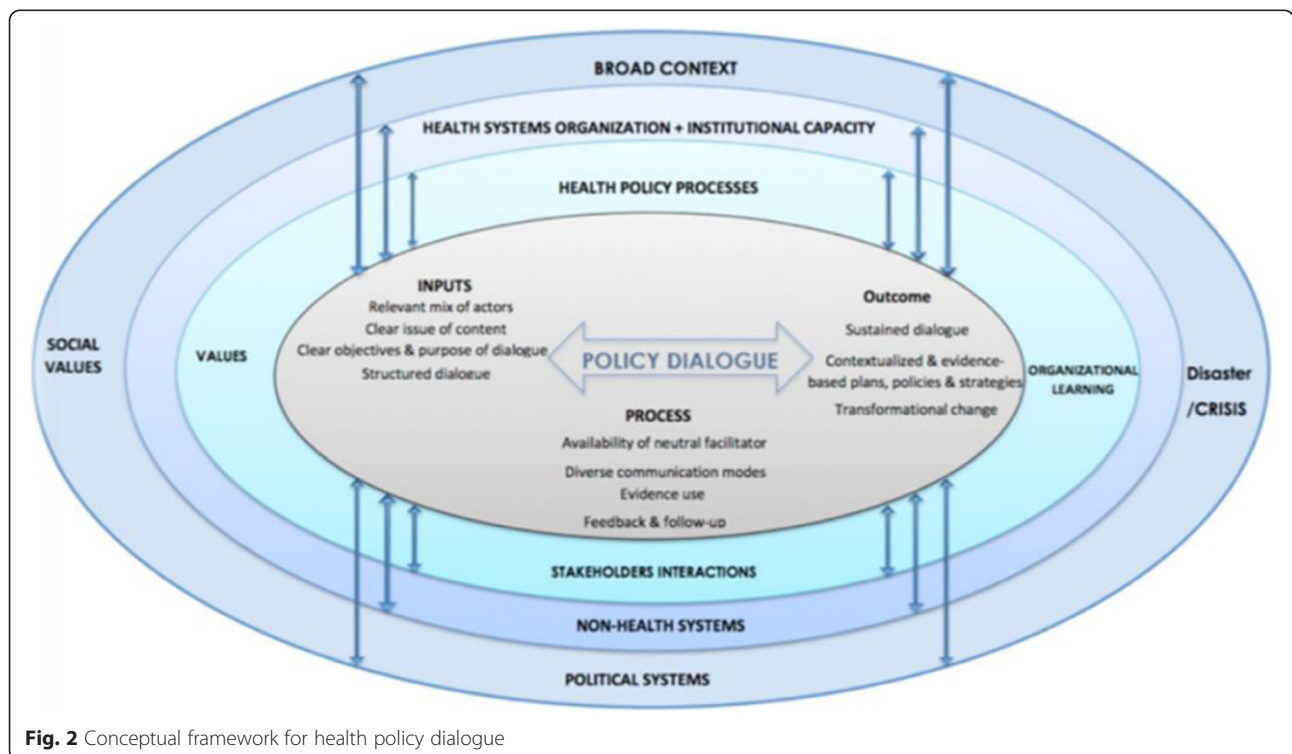 BROAD CONTEXT
HEALTH SYSTEMS ORGANIZATION + INSTITUTIONAL CAPACITY
HEALTH POLICY PROCESSES
INPUTS
Relevant mix of actors
Clear issue of content
Clear objectives & purpose of dialogue
Structured dialogue
Outcome
Sustained dialogue
Contextualized & evidence-
based plans, policies & strategies
Transformational change
POLICY DIALOGUE
SOCIAL
VALUES
VALUES
ORGANIZATIONAL
LEARNING
Disaster
/CRISIS
PROCESS
Availability of neutral facilitator
Diverse communication modes
Evidence use
Feedback & follow-up
STAKEHOLDERS INTERACTIONS
NON-HEALTH SYSTEMS
POLITICAL SYSTEMS
Fig. 2 Conceptual framework for health policy dialogue